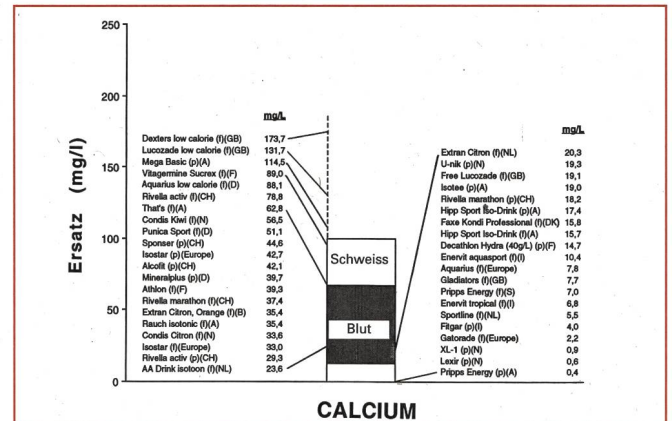 250
200
150
100
50
0
Ersatz (mg/l)
mg/L
Dexters low calorie (f)(GB) 173,7
Lucozade low calorie (f)(GB) 131,7
Mega Basic (p)(A) 114,5
Vitagermine Sucrex (f)(F) 89,0
Aquarius low calorie (f)(D) 88,1
Rivella activ (f)(CH) 78,8
That's (f)(A) 62,8
Condis Kiwi (f)(N) 56,5
Punica Sport (f)(D) 51,1
Sponser (p)(CH) 44,6
Isostar (p)(Europe) 42,7
Alcofit (p)(CH) 42,1
Mineralplus (p)(D) 39,7
Athlon (f)(F) 39,3
Rivella marathon (f)(CH) 37,4
Extran Citron, Orange (f)(B) 35,4
Rauch isotonic (f)(A) 35,4
Condis Citron (f)(N) 33,6
Isostar (f)(Europe) 33,0
Rivella activ (p)(CH) 29,3
AA Drink isotoon (f)(NL) 23,6
Schweiss
Blut
mg/L
Extran Citron (f)(NL) 20,3
U-nik (p)(N) 19,3
Free Lucozade (f)(GB) 19,1
Isotee (p)(A) 19,0
Rivella marathon (p)(CH) 18,2
Hipp Sport Iso-Drink (p)(A) 17,4
Faxe Kondi Professional (f)(DK) 15,8
Hipp Sport Iso-Drink (f)(A) 15,7
Decathlon Hydra (40g/L) (p)(F) 14,7
Enervit aquasport (f)(I) 10,4
Aquarius (f)(Europe) 7,8
Gladiators (f)(GB) 7,7
Pripps Energy (f)(S) 7,0
Enervit tropical (f)(I) 6,8
Sportline (f)(NL) 5,5
Fitgar (p)(I) 4,0
Gatorade (f)(Europe) 2,2
XL-1 (p)(N) 0,9
Lexir (p)(N) 0,6
Pripps Energy (p)(A) 0,4
CALCIUM